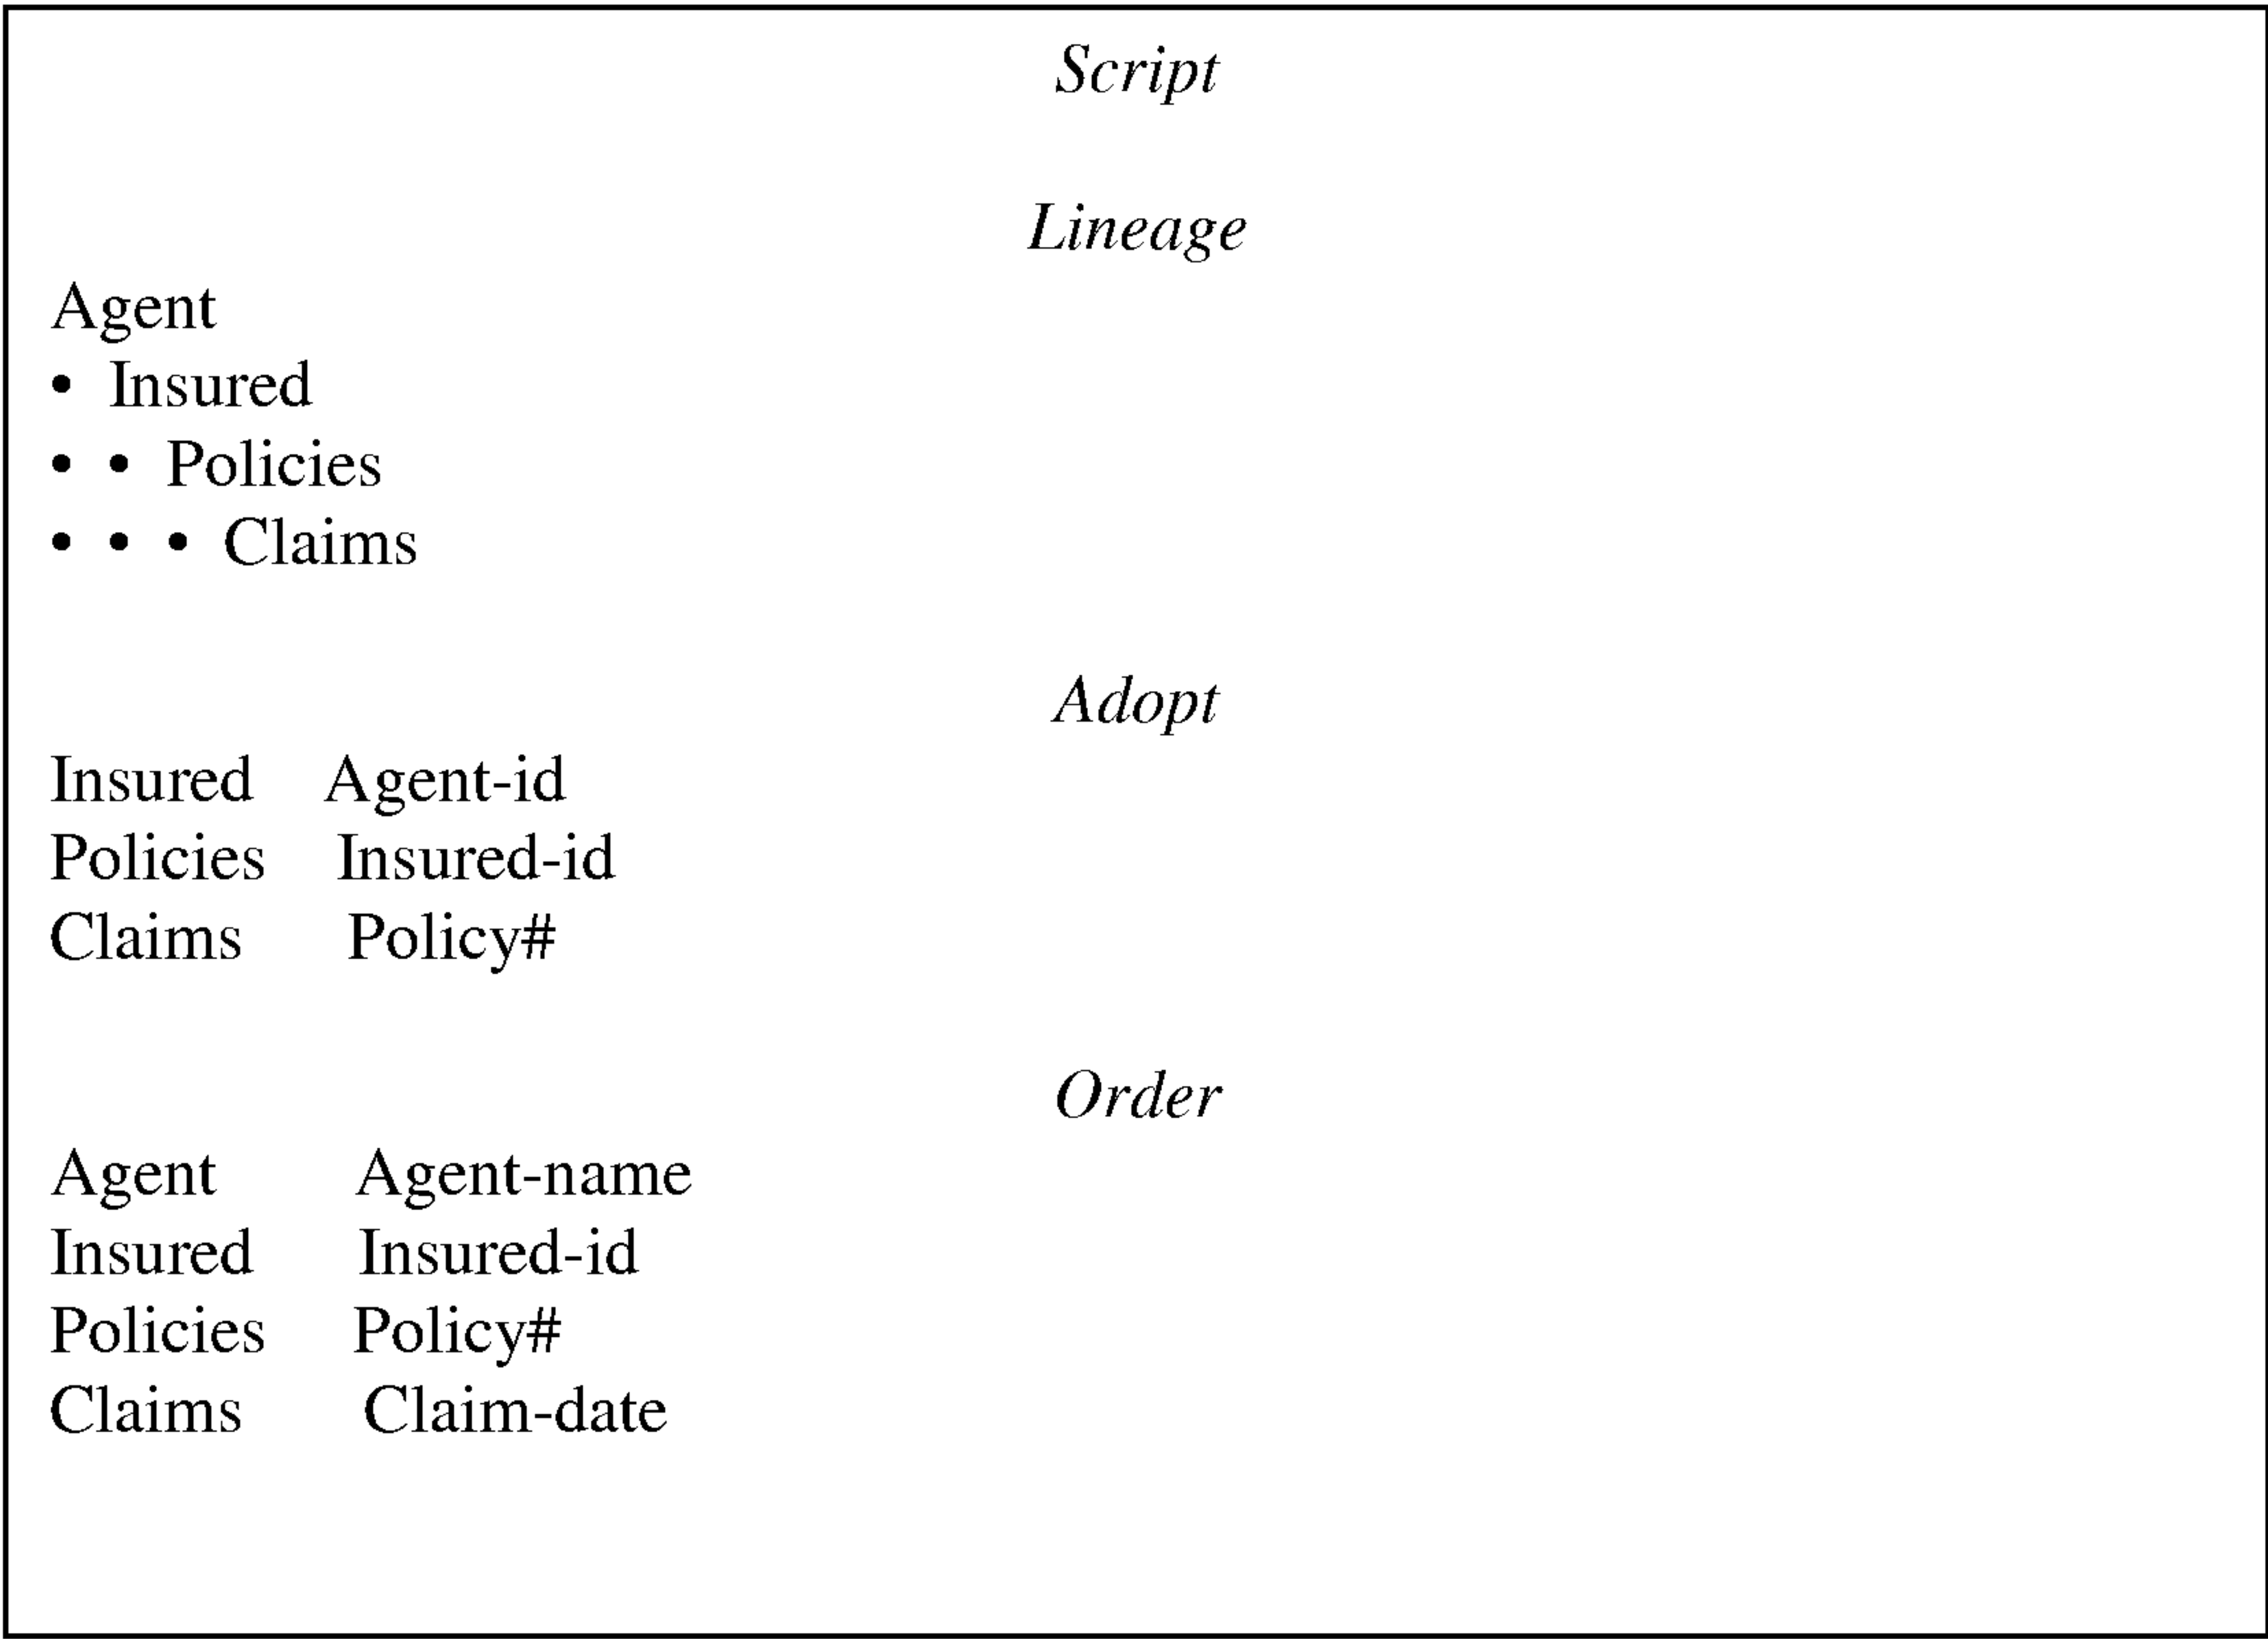 Script
Lineage
Agent
• Insured
• • Policies
• • • Claims
Adopt
Insured Agent-id
Policies Insured-id
Claims Policy#
Order
Agent Agent-name
Insured Insured-id
Policies Policy#
Claims Claim-date